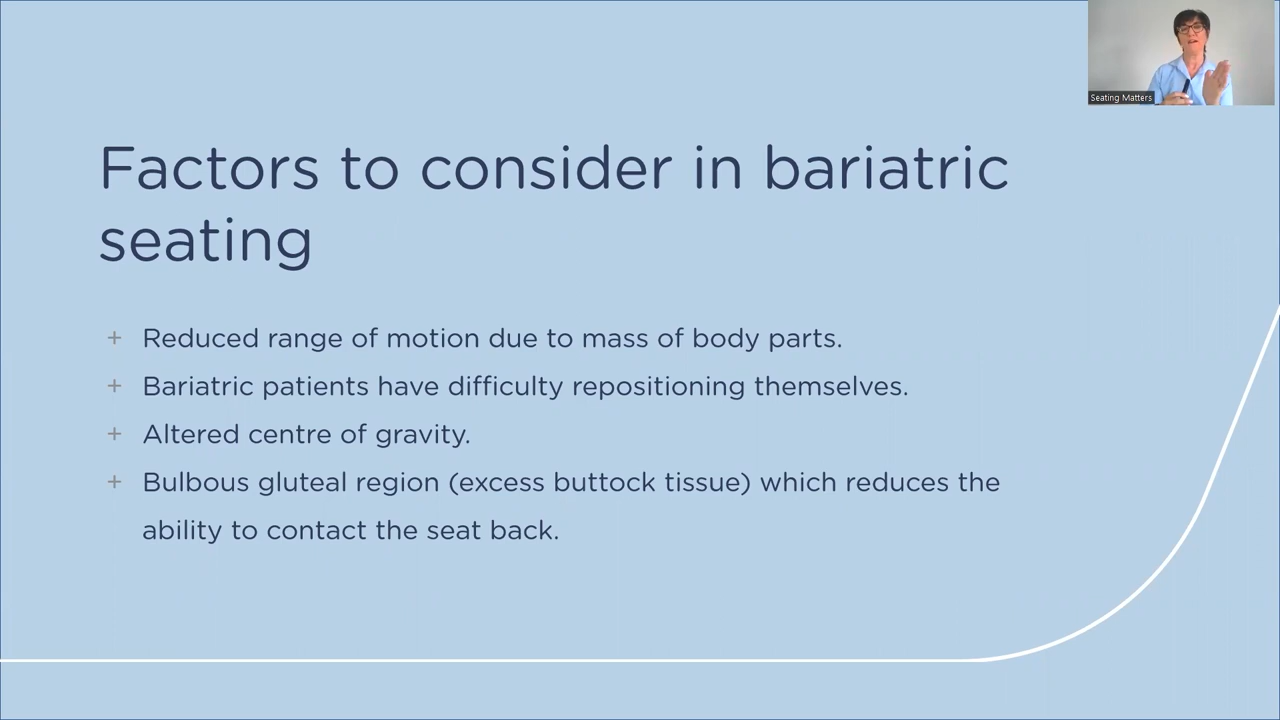 Seating Matters
Factors to consider in bariatric
seating
+ Reduced range of motion due to mass of body parts.
+ Bariatric patients have difficulty repositioning themselves.
+ Altered centre of gravity.
+ Bulbous gluteal region (excess buttock tissue) which reduces the
ability to contact the seat back.